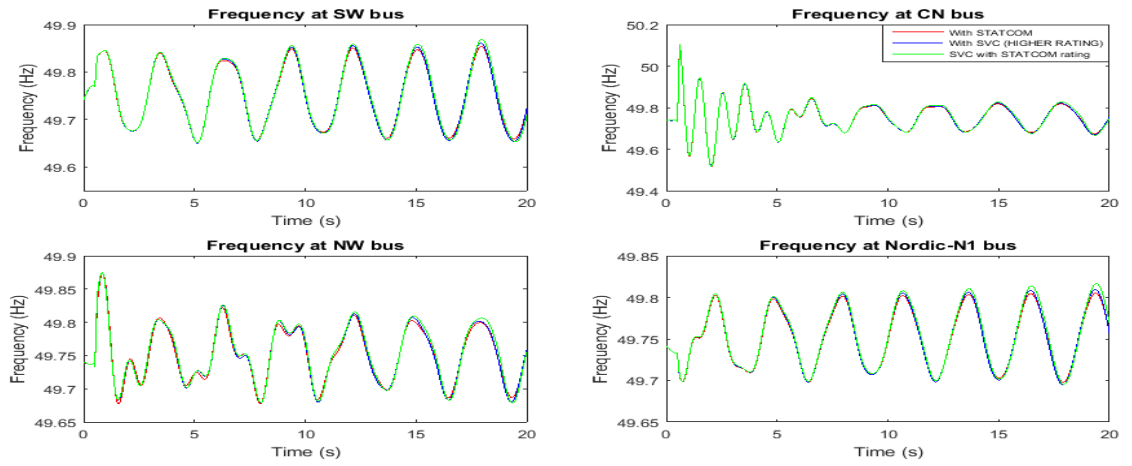 Frequency at SW bus
49.9
49.8
49.7
49.6
Frequency (Hz)
0
5
10
15
20
Time (s)
Frequency at CN bus
50.2
50
49.8
49.6
49.4
Frequency (Hz)
With STATCOM
With SVC (HIGHER RATING)
SVC with STATCOM rating
0
5
10
15
20
Time (s)
Frequency at NW bus
49.9
49.85
49.8
49.75
49.7
49.65
Frequency (Hz)
0
5
10
15
20
Time (s)
Frequency at Nordic-N1 bus
49.85
49.8
49.75
49.7
49.65
Frequency (Hz)
0
5
10
15
20
Time (s)